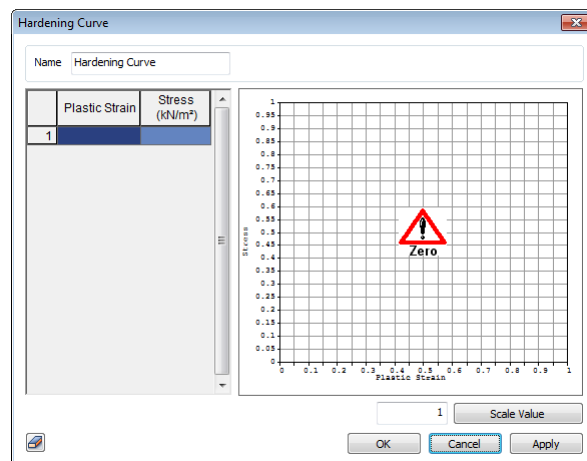 Hardening Curve
Name Hardening Curve
Plastic Strain Stress (kN/m²)
1
1
0.95
0.9
0.85
0.8
0.75
0.7
0.65
0.6
0.55
0.5
0.45
0.4
0.35
0.3
0.25
0.2
0.15
0.1
0.05
0
Stress
Zero
0 0.1 0.2 0.3 0.4 0.5 0.6 0.7 0.8 0.9 1
Plastic Strain
1 Scale Value
OK Cancel Apply